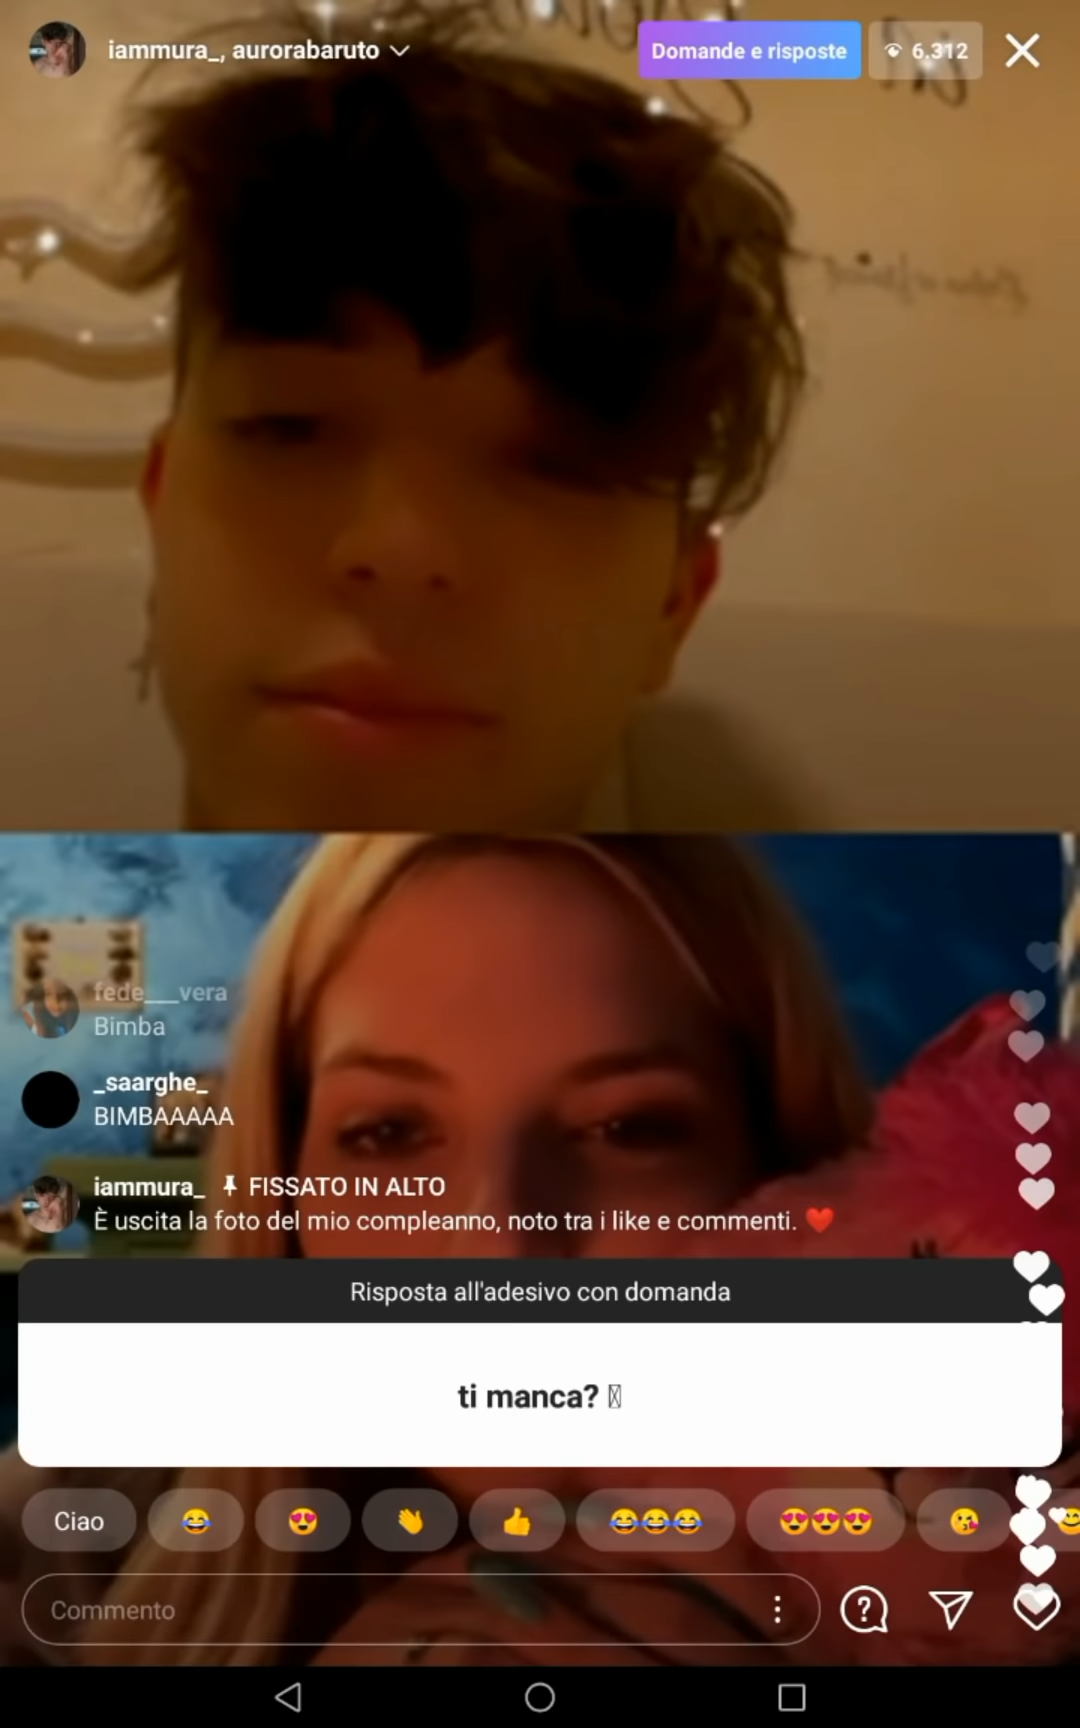 iammura_, aurorabaruto
Domande e risposte
6.312
fede___vera
Bimba
_saarghe_
BIMBAAAAA
iammura_ FISSATO IN ALTO
È uscita la foto del mio compleanno, noto tra i like e commenti. ❤️
Risposta all'adesivo con domanda
ti manca?
Ciao 😂 😍 👋 👍 😂😂😂 😍😍😍 😘 😊
Commento